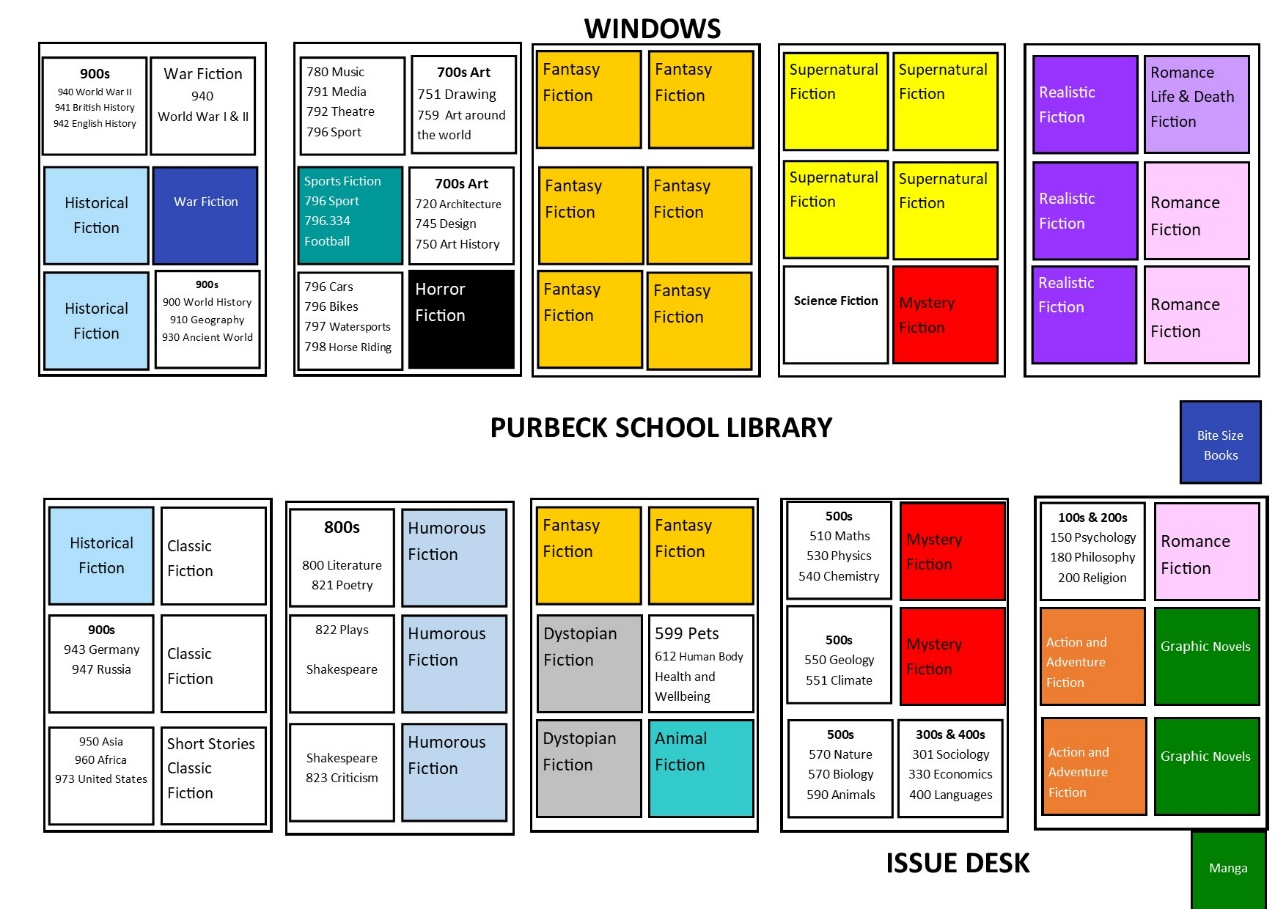 WINDOWS
900s
940 World War II
941 British History
942 English History
War Fiction
940
World War I & II
Historical
Fiction
War Fiction
Historical
Fiction
900s
900 World History
910 Geography
930 Ancient World
780 Music
791 Media
792 Theatre
796 Sport
700s Art
751 Drawing
759 Art around
the world
Sports Fiction
796 Sport
796.334
Football
700s Art
720 Architecture
745 Design
750 Art History
796 Cars
796 Bikes
797 Watersports
798 Horse Riding
Horror
Fiction
Fantasy
Fiction
Fantasy
Fiction
Fantasy
Fiction
Fantasy
Fiction
Fantasy
Fiction
Fantasy
Fiction
Supernatural
Fiction
Supernatural
Fiction
Supernatural
Fiction
Supernatural
Fiction
Science Fiction
Mystery
Fiction
Realistic
Fiction
Romance
Life & Death
Fiction
Realistic
Fiction
Romance
Fiction
Realistic
Fiction
Romance
Fiction
PURBECK SCHOOL LIBRARY
Bite Size
Books
Historical
Fiction
Classic
Fiction
900s
943 Germany
947 Russia
Classic
Fiction
950 Asia
960 Africa
973 United States
Short Stories
Classic
Fiction
800s
800 Literature
821 Poetry
Humorous
Fiction
822 Plays
Shakespeare
Humorous
Fiction
Shakespeare
823 Criticism
Humorous
Fiction
Fantasy
Fiction
Fantasy
Fiction
Dystopian
Fiction
599 Pets
612 Human Body
Health and
Wellbeing
Dystopian
Fiction
Animal
Fiction
500s
510 Maths
530 Physics
540 Chemistry
Mystery
Fiction
500s
550 Geology
551 Climate
Mystery
Fiction
500s
570 Nature
570 Biology
590 Animals
300s & 400s
301 Sociology
330 Economics
400 Languages
100s & 200s
150 Psychology
180 Philosophy
200 Religion
Romance
Fiction
Action and
Adventure
Fiction
Graphic Novels
Action and
Adventure
Fiction
Graphic Novels
ISSUE DESK
Manga